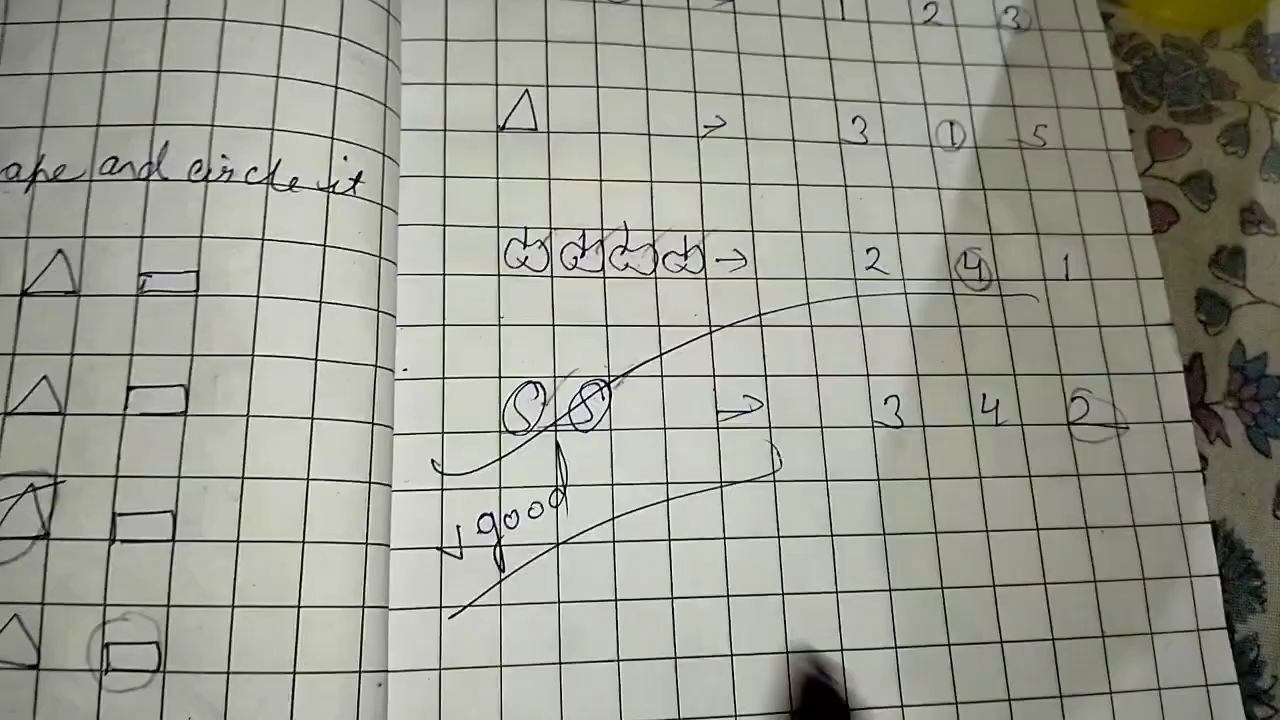 ape and circle it
1 2 3
→ 3 1 5
→ 2 4 1
→ 3 4 2
v good